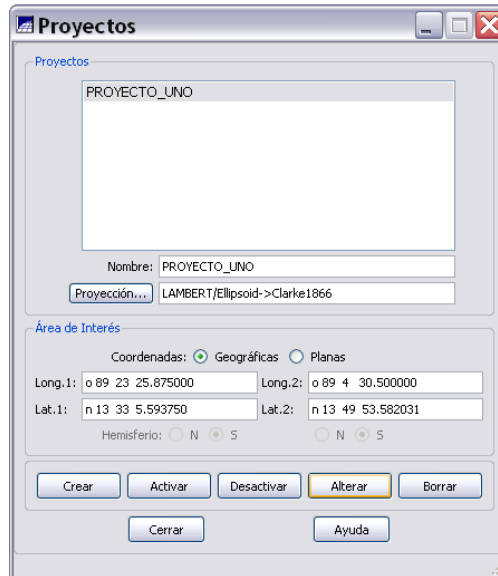 Proyectos
Proyectos
PROYECTO_UNO
Nombre: PROYECTO_UNO
Proyección... LAMBERT/Ellipsoid->Clarke1866
Área de Interés
Coordenadas: Geográficas Planas
Long.1: o 89 23 25.875000 Long.2: o 89 4 30.500000
Lat.1: n 13 33 5.593750 Lat.2: n 13 49 53.582031
Hemisferio: N S N S
Crear Activar Desactivar Alterar Borrar
Cerrar Ayuda